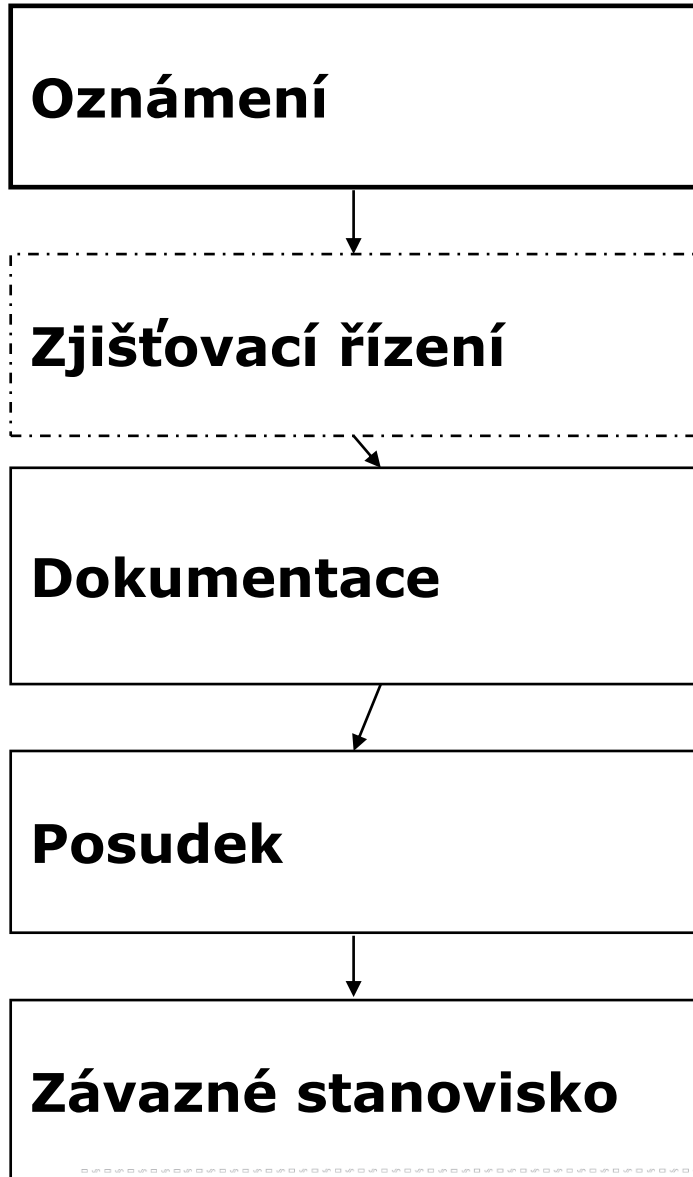 Oznámení
Zjišťovací řízení
Dokumentace
Posudek
Závazné stanovisko